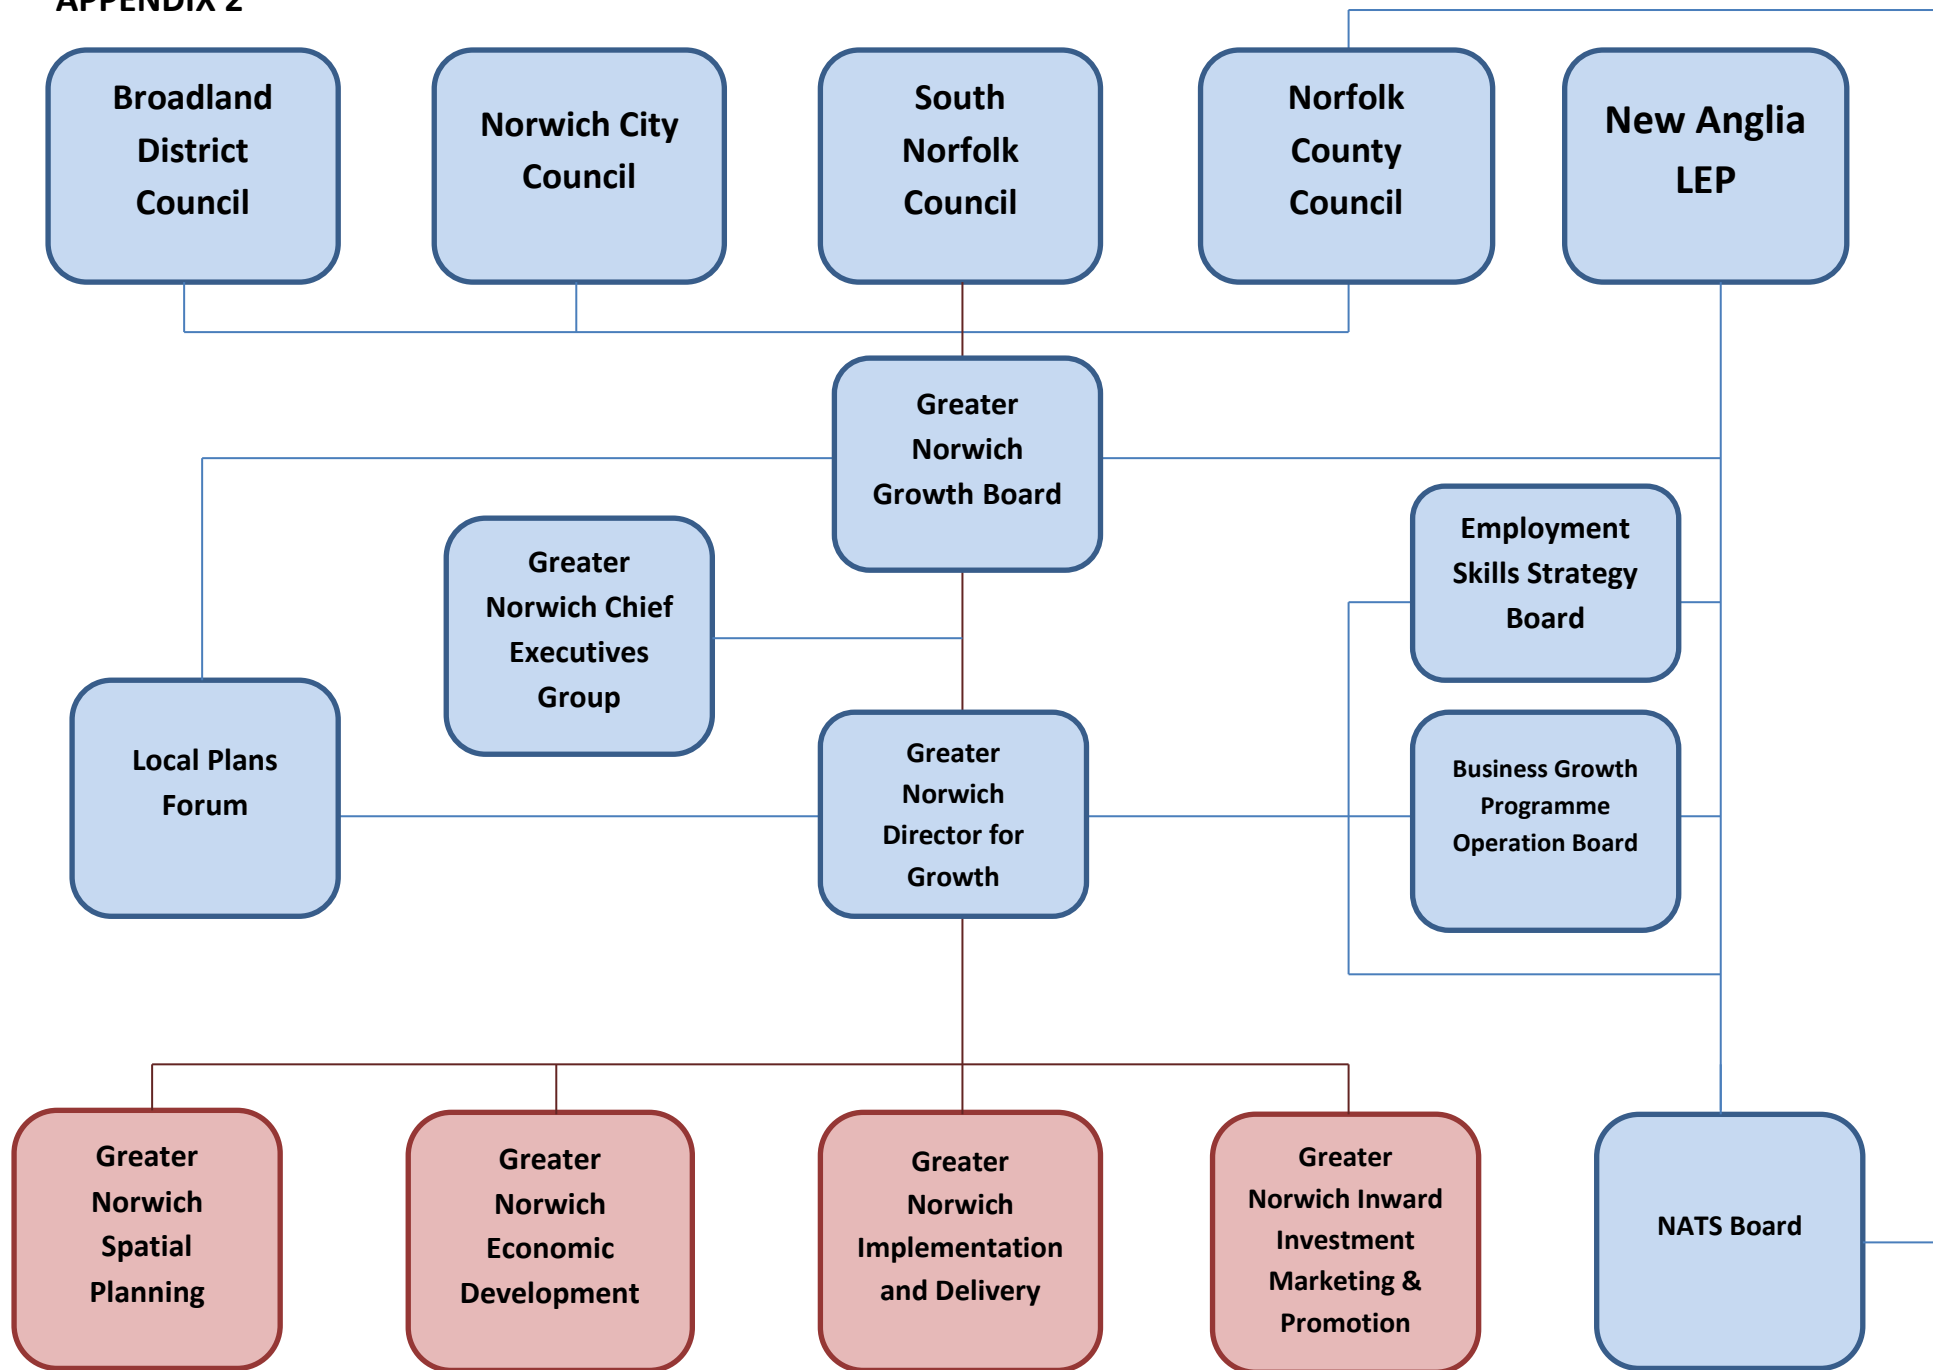 APPENDIX 2
Broadland
District
Council
Norwich City
Council
South
Norfolk
Council
Norfolk
County
Council
New Anglia
LEP
Greater
Norwich
Growth Board
Employment
Skills Strategy
Board
Greater
Norwich Chief
Executives
Group
Local Plans
Forum
Greater
Norwich
Director for
Growth
Business Growth
Programme
Operation Board
Greater
Norwich
Spatial
Planning
Greater
Norwich
Economic
Development
Greater
Norwich
Implementation
and Delivery
Greater
Norwich Inward
Investment
Marketing &
Promotion
NATS Board